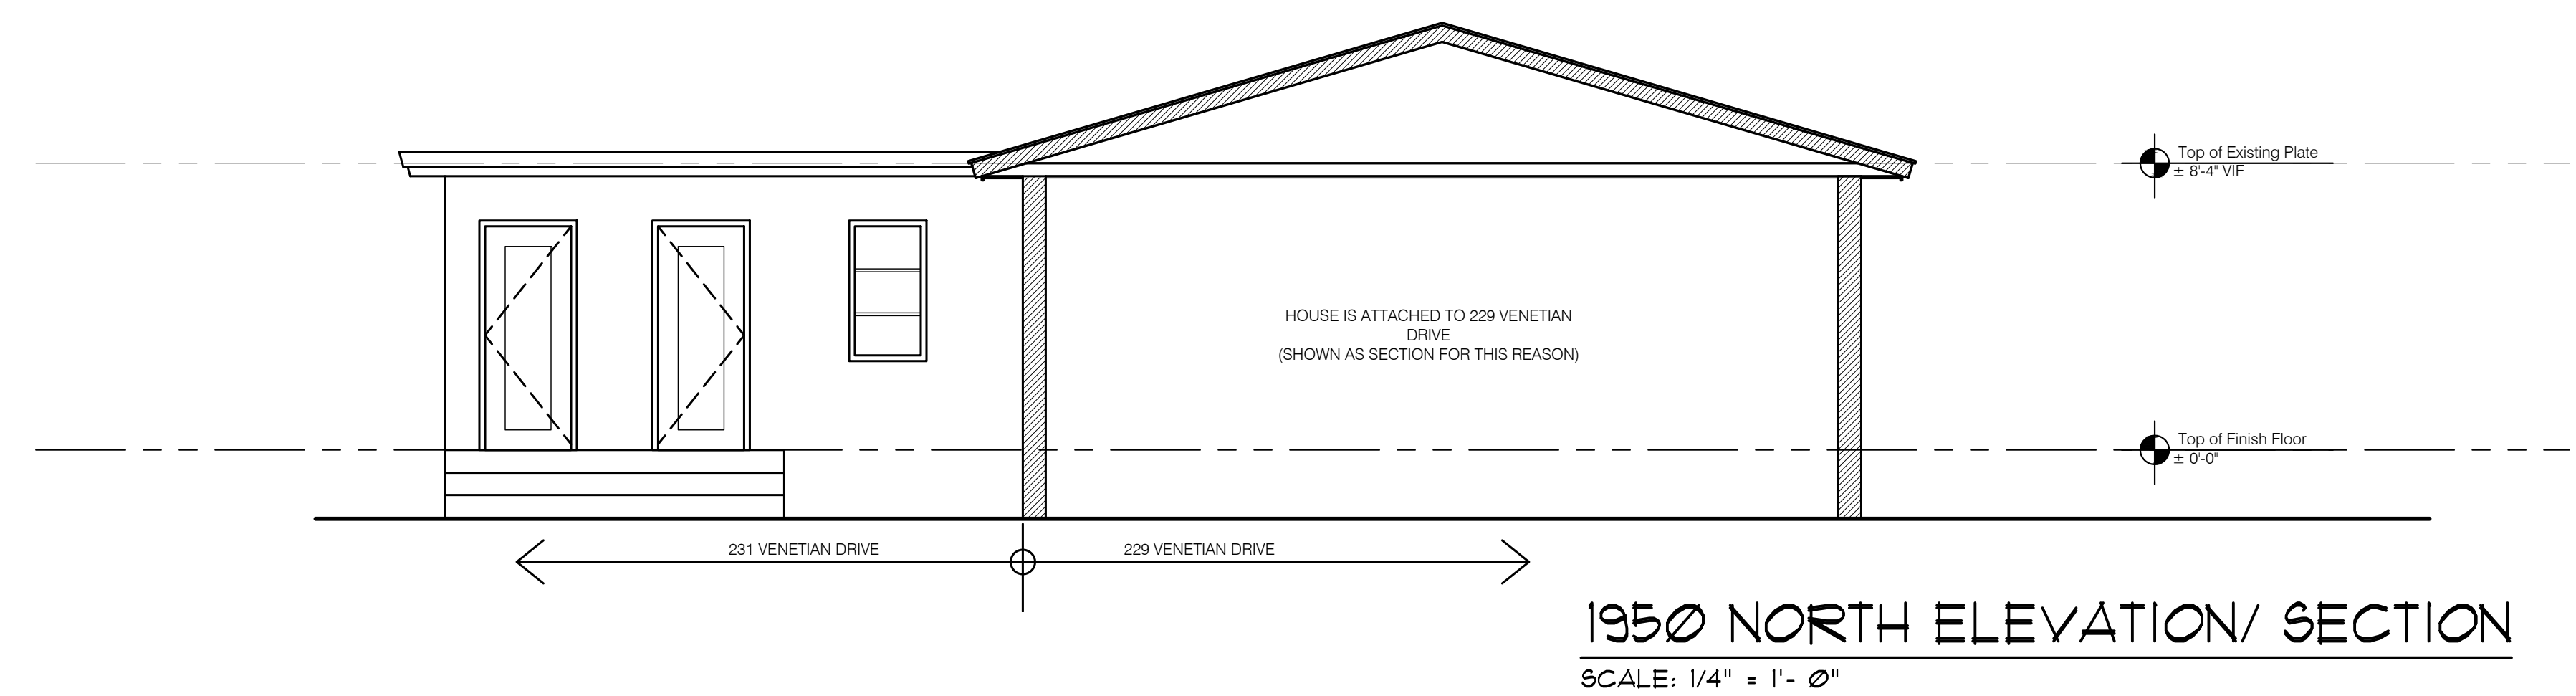 Top of Existing Plate
± 8'-4" VIF
HOUSE IS ATTACHED TO 229 VENETIAN
DRIVE
(SHOWN AS SECTION FOR THIS REASON)
Top of Finish Floor
± 0'-0"
231 VENETIAN DRIVE
229 VENETIAN DRIVE
1950 NORTH ELEVATION/ SECTION
SCALE: 1/4" = 1'- 0"